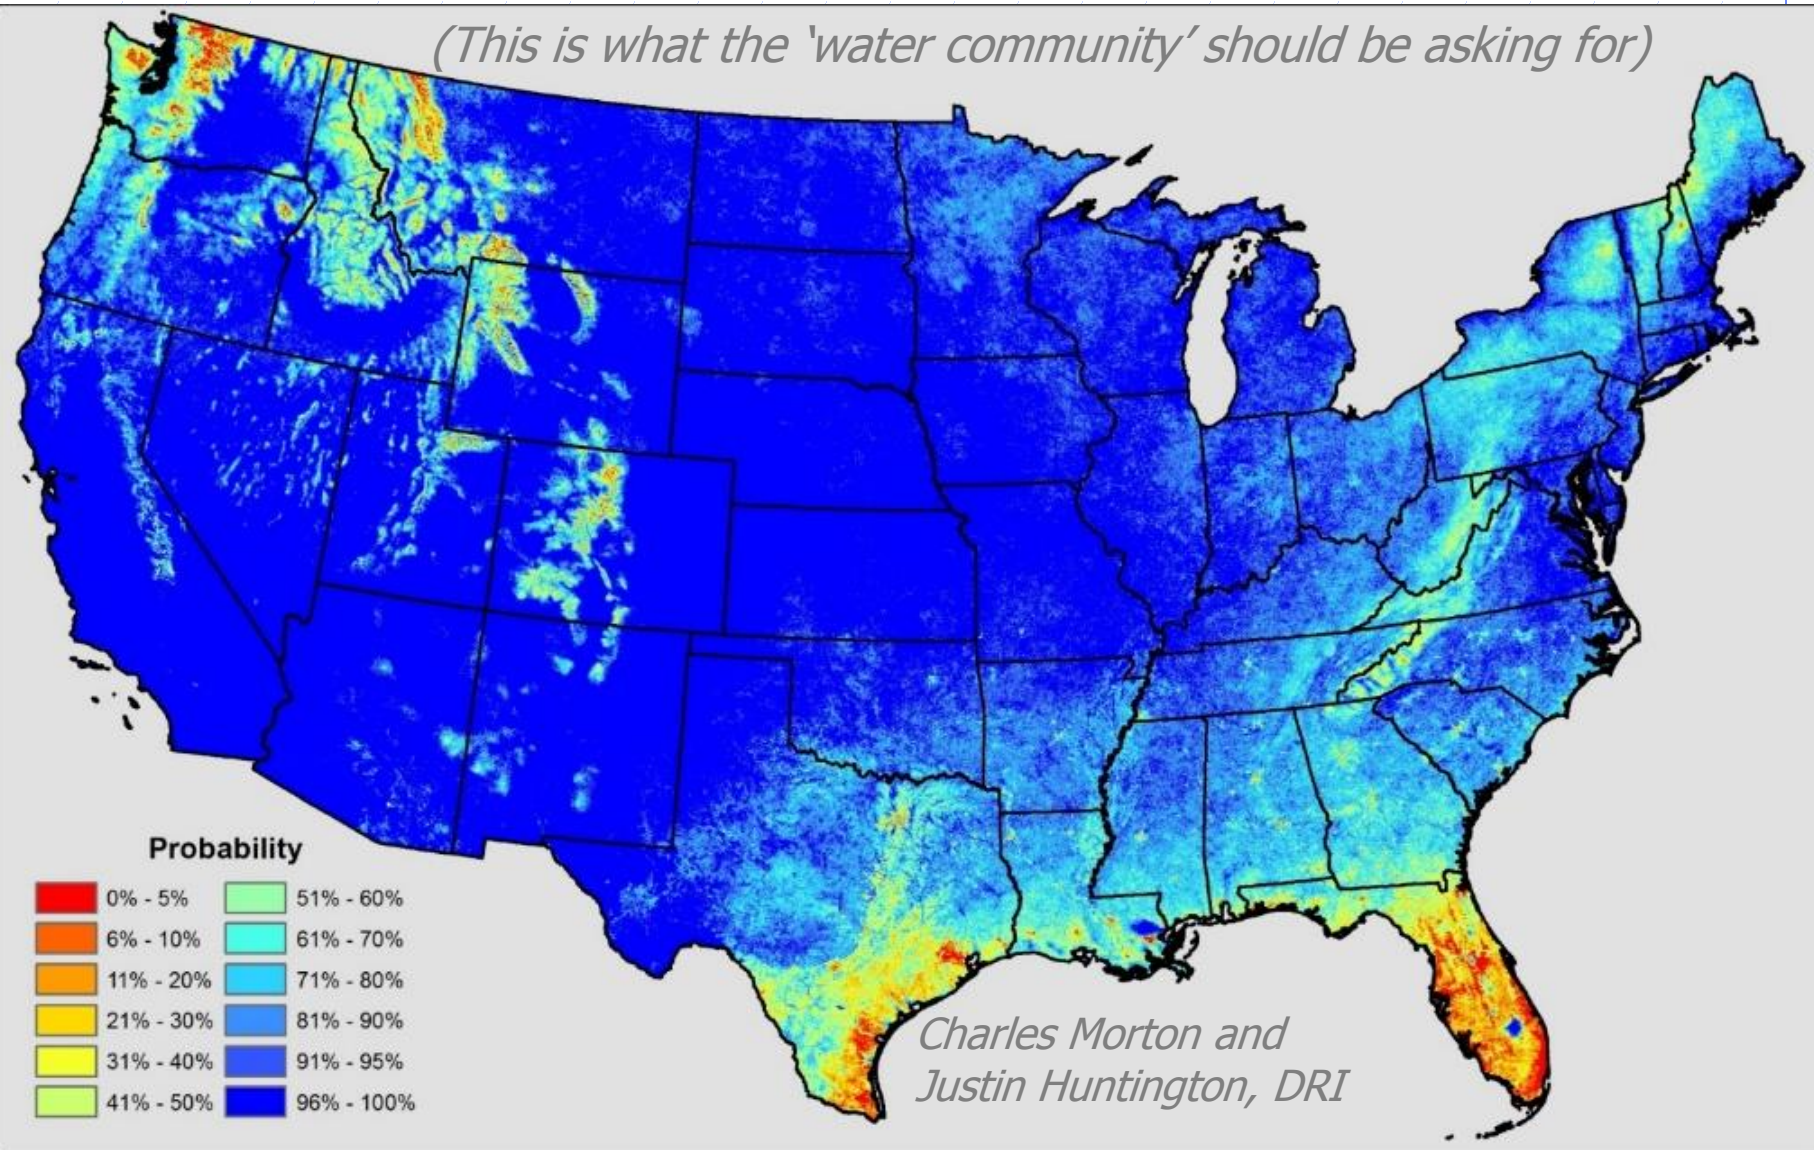 (This is what the ‘water community’ should be asking for)
Probability
0% - 5%
6% - 10%
11% - 20%
21% - 30%
31% - 40%
41% - 50%
51% - 60%
61% - 70%
71% - 80%
81% - 90%
91% - 95%
96% - 100%
Charles Morton and
Justin Huntington, DRI